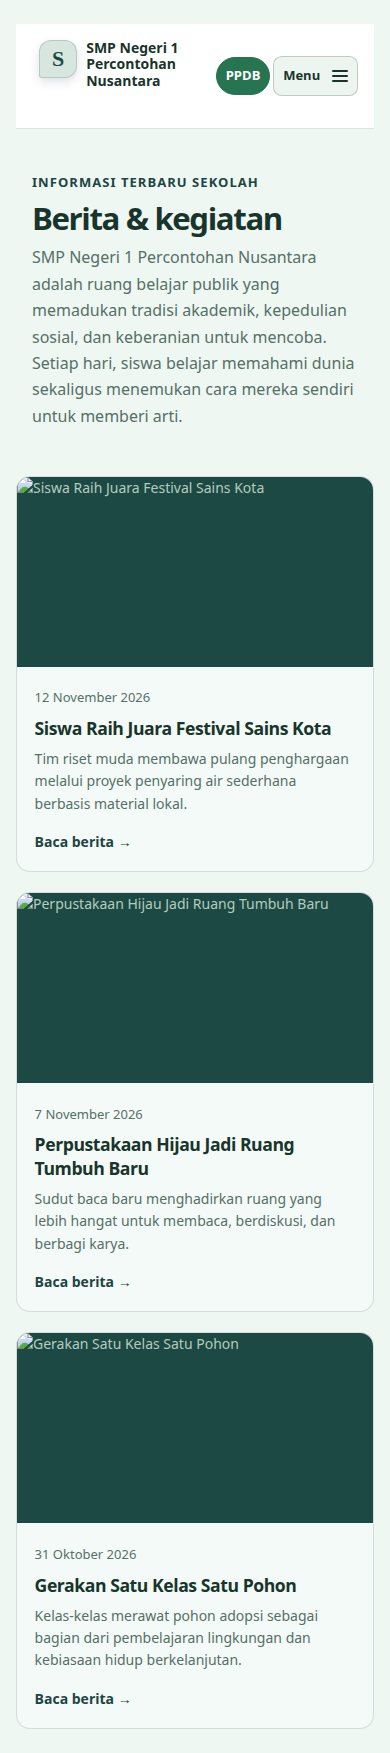 S
SMP Negeri 1
Percontohan
Nusantara
PPDB
Menu
INFORMASI TERBARU SEKOLAH
Berita & kegiatan
SMP Negeri 1 Percontohan Nusantara
adalah ruang belajar publik yang
memadukan tradisi akademik, kepedulian
sosial, dan keberanian untuk mencoba.
Setiap hari, siswa belajar memahami dunia
sekaligus menemukan cara mereka sendiri
untuk memberi arti.
Siswa Raih Juara Festival Sains Kota
12 November 2026
Siswa Raih Juara Festival Sains Kota
Tim riset muda membawa pulang penghargaan
melalui proyek penyaring air sederhana
berbasis material lokal.
Baca berita →
Perpustakaan Hijau Jadi Ruang Tumbuh Baru
7 November 2026
Perpustakaan Hijau Jadi Ruang
Tumbuh Baru
Sudut baca baru menghadirkan ruang yang
lebih hangat untuk membaca, berdiskusi, dan
berbagi karya.
Baca berita →
Gerakan Satu Kelas Satu Pohon
31 Oktober 2026
Gerakan Satu Kelas Satu Pohon
Kelas-kelas merawat pohon adopsi sebagai
bagian dari pembelajaran lingkungan dan
kebiasaan hidup berkelanjutan.
Baca berita →